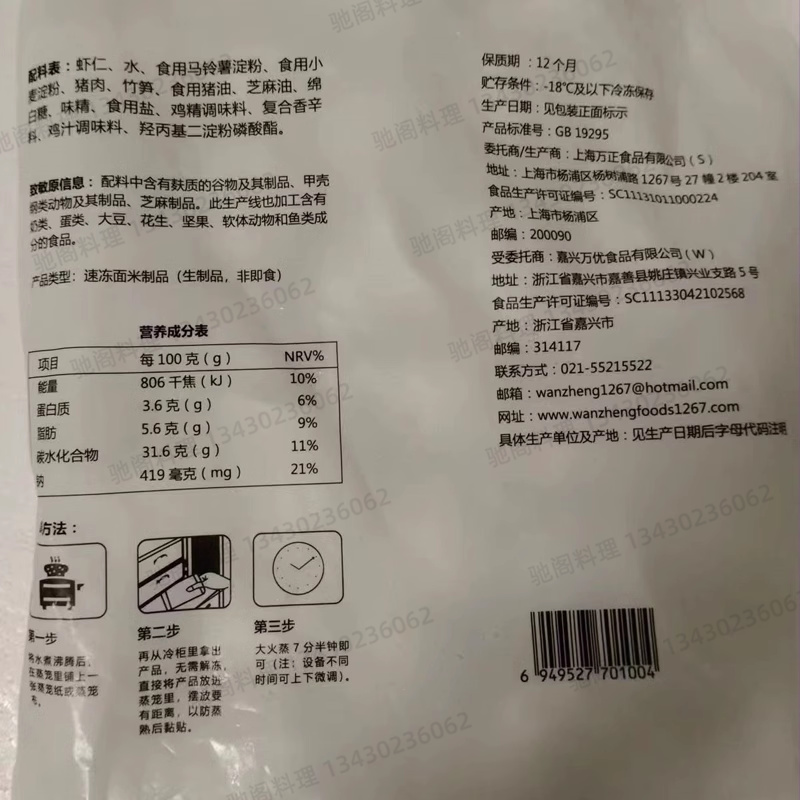 配料表：虾仁、水、食用马铃薯淀粉、食用小
麦淀粉、猪肉、竹笋、食用猪油、芝麻油、绵
白糖、味精、食用盐、鸡精调味料、复合香辛
料、鸡汁调味料、羟丙基二淀粉磷酸酯。
致敏原信息：配料中含有麸质的谷物及其制品、甲壳
纲类动物及其制品、芝麻制品。此生产线也加工含有
奶类、蛋类、大豆、花生、坚果、软体动物和鱼类成
分的食品。
产品类型：速冻面米制品（生制品，非即食）
营养成分表
项目 每100克（g） NRV%
能量 806千焦（kJ） 10%
蛋白质 3.6克（g） 6%
脂肪 5.6克（g） 9%
碳水化合物 31.6克（g） 11%
钠 419毫克（mg） 21%
方法：
第一步
将水煮沸腾后，
在蒸笼里铺上一
张蒸笼纸或蒸笼
布。
第二步
再从冷柜里拿出
产品，无需解冻，
直接将产品放进
蒸笼里，摆放要
有距离，以防蒸
熟后黏贴。
第三步
大火蒸7分半钟即
可（注：设备不同
时间可上下微调）。
保质期：12个月
贮存条件：-18℃及以下冷冻保存
生产日期：见包装正面标示
产品标准号：GB 19295
委托商/生产商：上海万正食品有限公司（S）
地址：上海市杨浦区杨树浦路1267号27幢2楼204室
食品生产许可证编号：SC11131011000224
产地：上海市杨浦区
邮编：200090
受委托商：嘉兴万优食品有限公司（W）
地址：浙江省嘉兴市嘉善县姚庄镇兴业支路5号
食品生产许可证编号：SC11133042102568
产地：浙江省嘉兴市
邮编：314117
联系方式：021-55215522
邮箱：wanzheng1267@hotmail.com
网址：www.wanzhengfoods1267.com
具体生产单位及产地：见生产日期后字母代码注明
6 949527 701004
驰阁料理 13430236062